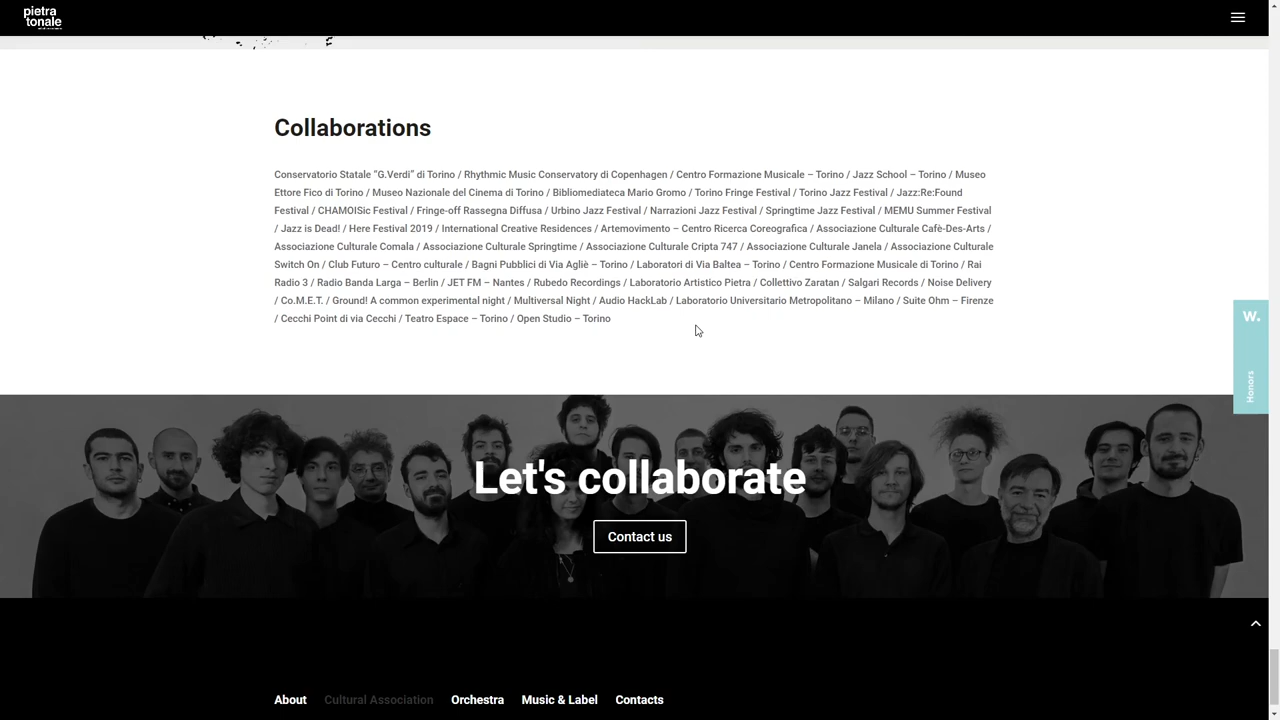 pietra
tonale
Collaborations
Conservatorio Statale “G.Verdi” di Torino / Rhythmic Music Conservatory di Copenhagen / Centro Formazione Musicale – Torino / Jazz School – Torino / Museo
Ettore Fico di Torino / Museo Nazionale del Cinema di Torino / Bibliomediateca Mario Gromo / Torino Fringe Festival / Torino Jazz Festival / Jazz:Re:Found
Festival / CHAMOISic Festival / Fringe-off Rassegna Diffusa / Urbino Jazz Festival / Narrazioni Jazz Festival / Springtime Jazz Festival / MEMU Summer Festival
/ Jazz is Dead! / Here Festival 2019 / International Creative Residences / Artemovimento – Centro Ricerca Coreografica / Associazione Culturale Cafè-Des-Arts /
Associazione Culturale Comala / Associazione Culturale Springtime / Associazione Culturale Cripta 747 / Associazione Culturale Janela / Associazione Culturale
Switch On / Club Futuro – Centro culturale / Bagni Pubblici di Via Agliè – Torino / Laboratori di Via Baltea – Torino / Centro Formazione Musicale di Torino / Rai
Radio 3 / Radio Banda Larga – Berlin / JET FM – Nantes / Rubedo Recordings / Laboratorio Artistico Pietra / Collettivo Zaratan / Salgari Records / Noise Delivery
/ Co.M.E.T. / Ground! A common experimental night / Multiversal Night / Audio HackLab / Laboratorio Universitario Metropolitano – Milano / Suite Ohm – Firenze
/ Cecchi Point di via Cecchi / Teatro Espace – Torino / Open Studio – Torino
W.
Honors
Let's collaborate
Contact us
About Cultural Association Orchestra Music & Label Contacts